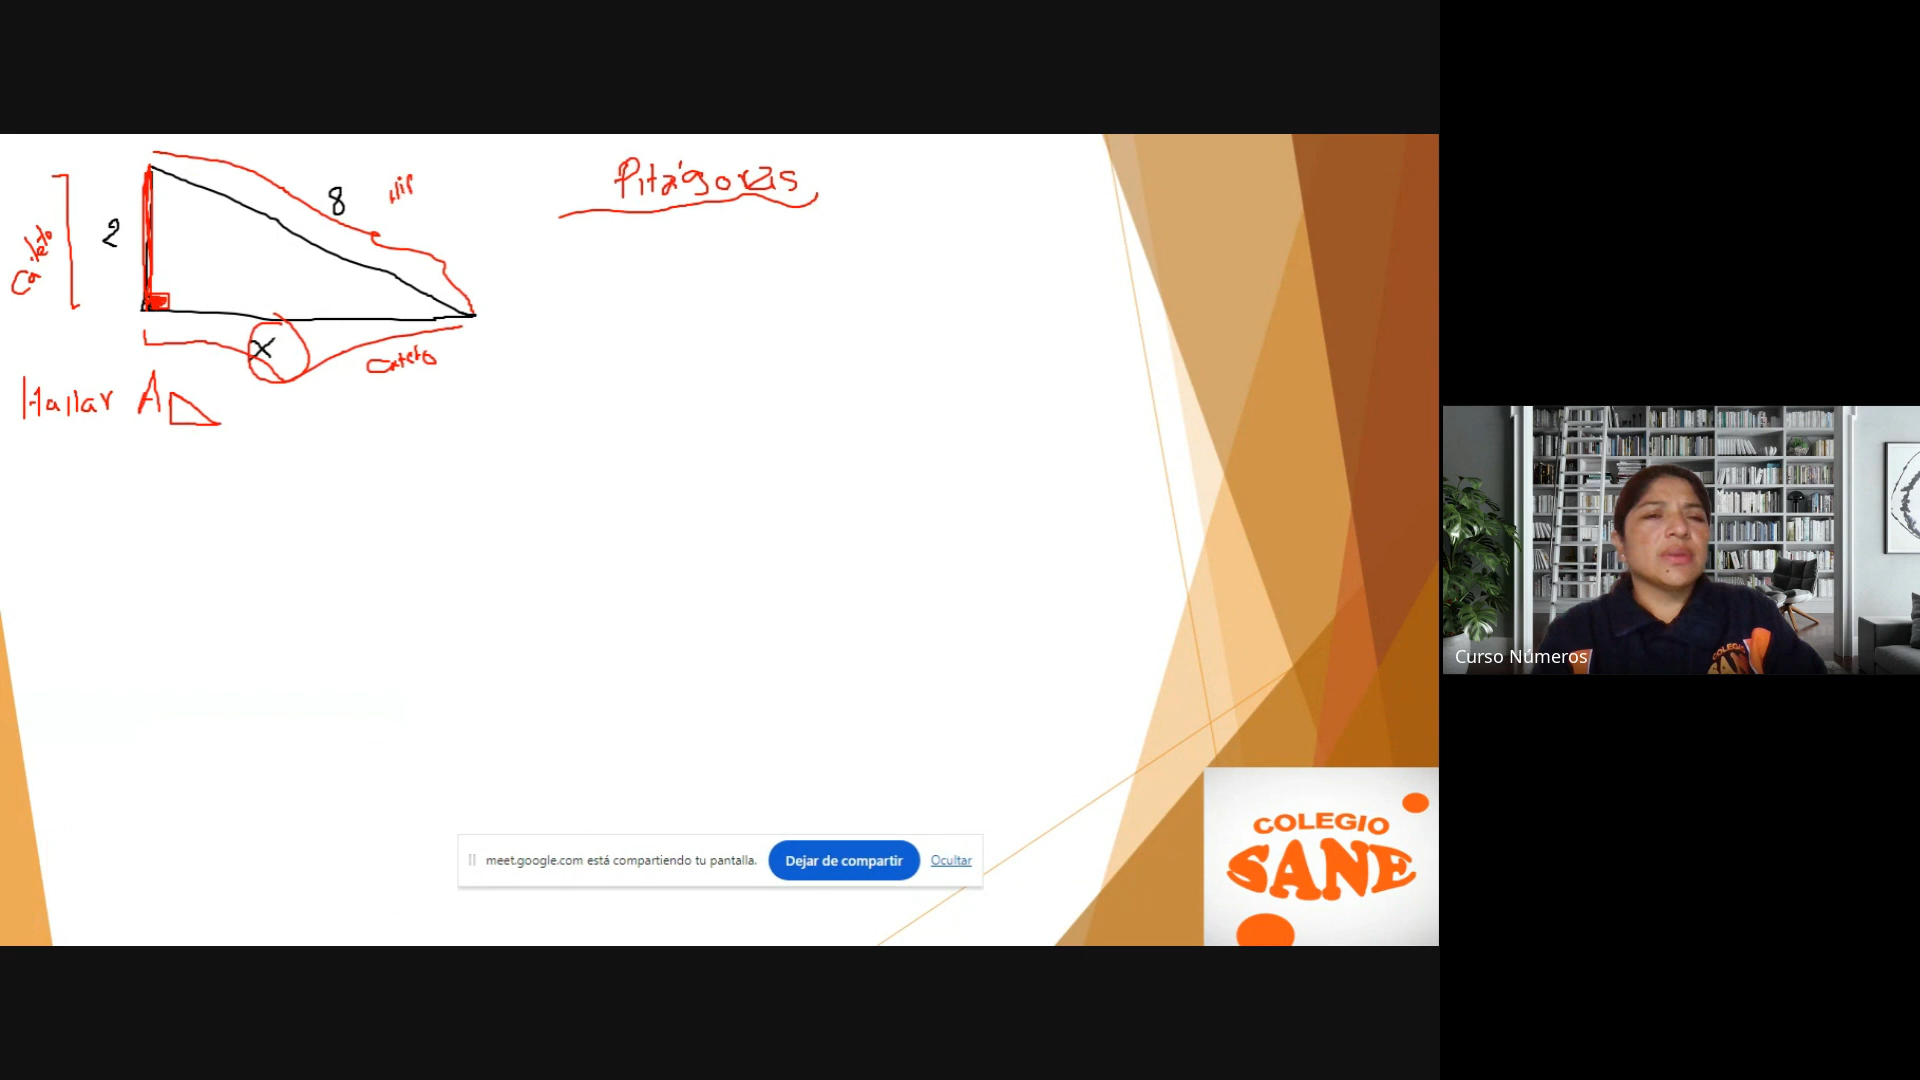 Pitágoras
8 Hip
2
Cateto
X
Cateto
Hallar A
meet.google.com está compartiendo tu pantalla. Dejar de compartir Ocultar
COLEGIO
SANE
Curso Números
COLEGIO